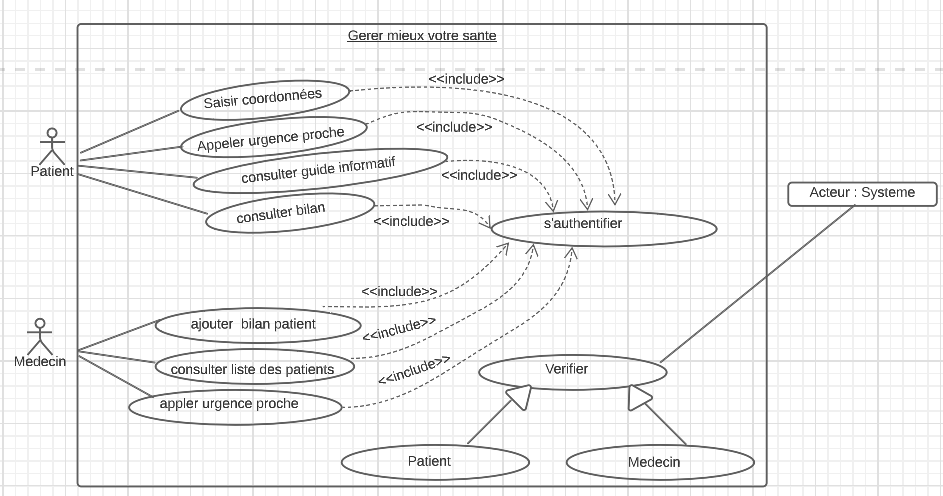 Gerer mieux votre sante
<<include>>
Saisir coordonnées
<<include>>
Appeler urgence proche
Patient
consulter guide informatif
<<include>>
Acteur : Systeme
consulter bilan
<<include>>
s'authentifier
<<include>>
ajouter bilan patient
<<include>>
Medecin
consulter liste des patients
<<include>>
Verifier
appler urgence proche
Patient
Medecin